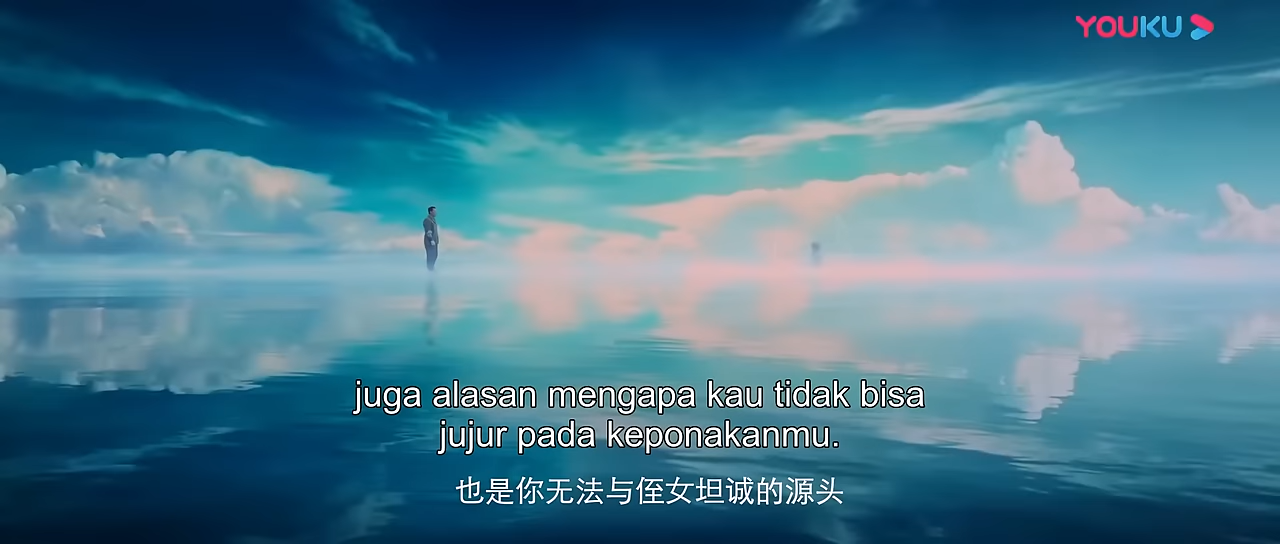 YOUKU
juga alasan mengapa kau tidak bisa
jujur pada keponakanmu.
也是你无法与侄女坦诚的源头